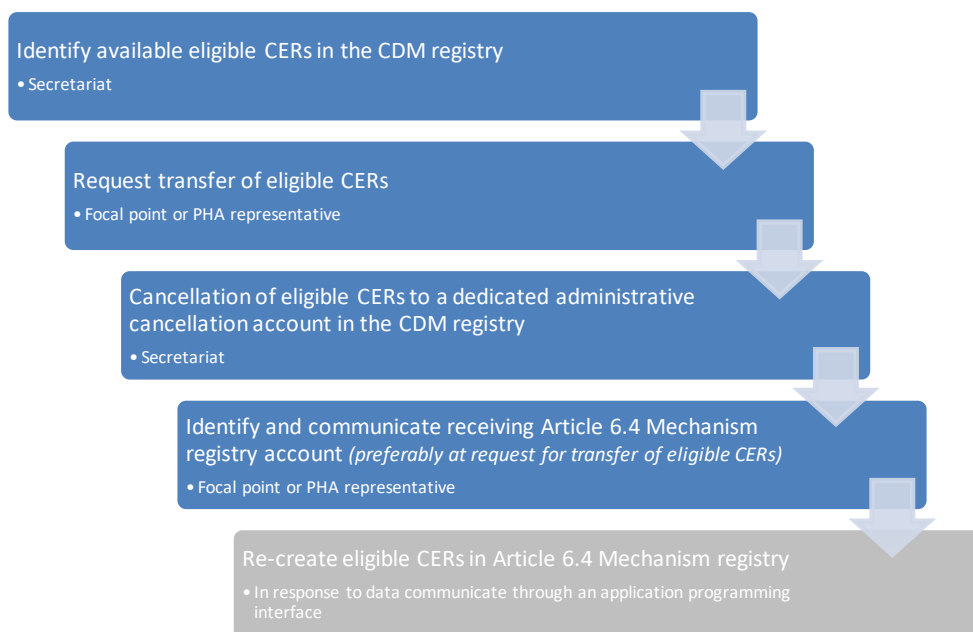 Identify available eligible CERs in the CDM registry
• Secretariat
Request transfer of eligible CERs
• Focal point or PHA representative
Cancellation of eligible CERs to a dedicated administrative
cancellation account in the CDM registry
• Secretariat
Identify and communicate receiving Article 6.4 Mechanism
registry account (preferably at request for transfer of eligible CERs)
• Focal point or PHA representative
Re-create eligible CERs in Article 6.4 Mechanism registry
• In response to data communicate through an application programming
interface